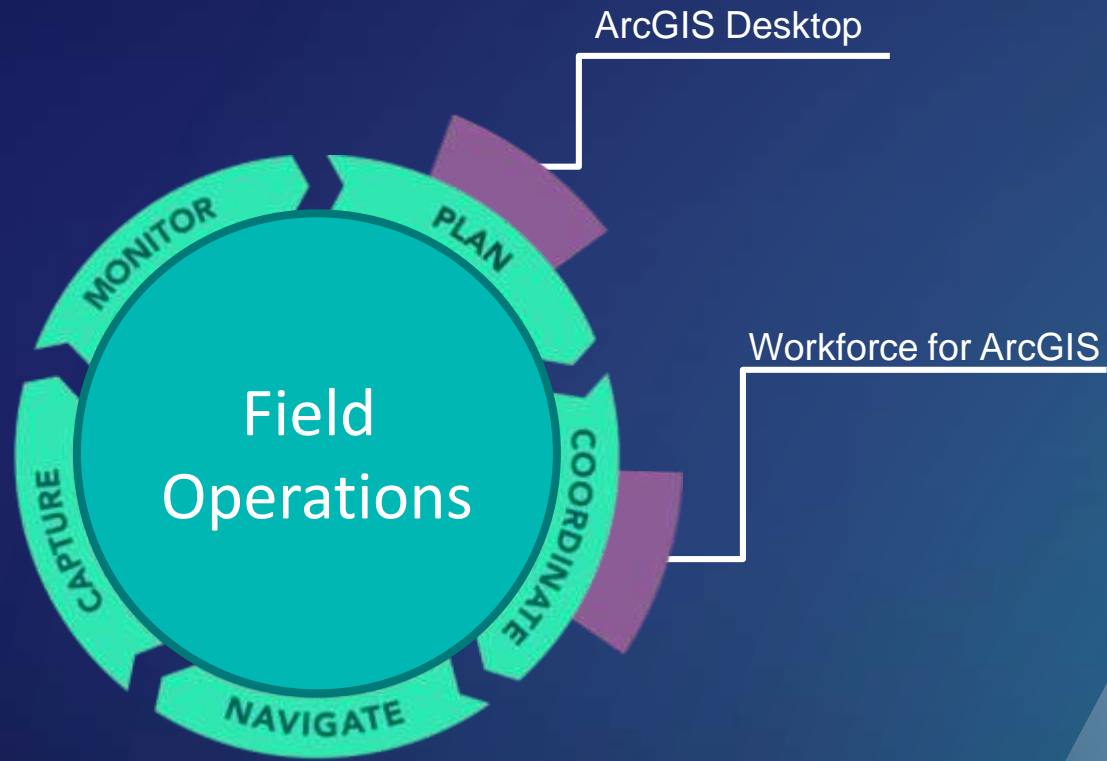 ArcGIS Desktop
MONITOR
PLAN
Workforce for ArcGIS
Field
Operations
COORDINATE
CAPTURE
NAVIGATE